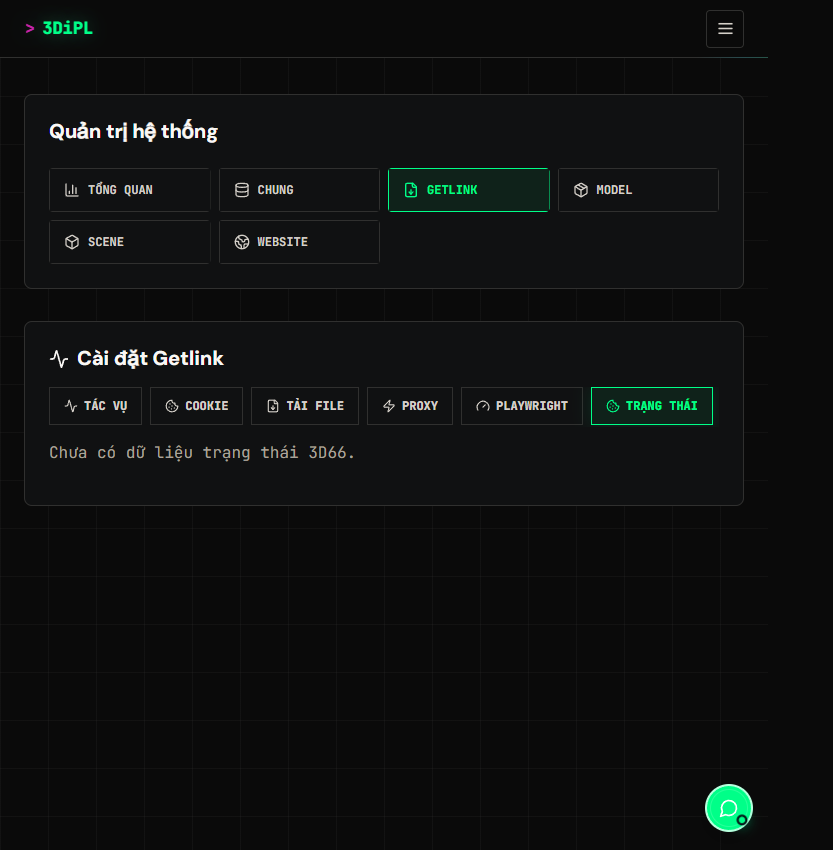 > 3DiPL
Quản trị hệ thống
TỔNG QUAN
CHUNG
GETLINK
MODEL
SCENE
WEBSITE
Cài đặt Getlink
TÁC VỤ
COOKIE
TẢI FILE
PROXY
PLAYWRIGHT
TRẠNG THÁI
Chưa có dữ liệu trạng thái 3D66.